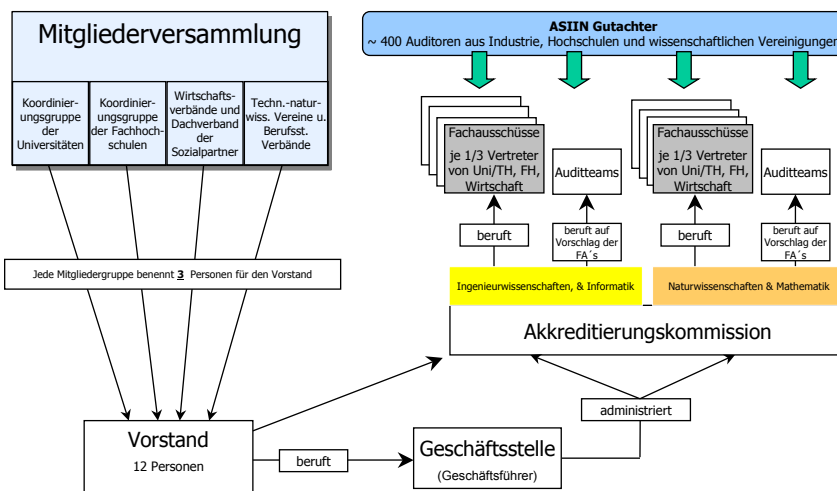 Mitgliederversammlung
Koordinie-
rungsgruppe
der
Universitäten
Koordinie-
rungsgruppe
der Fachhoch-
schulen
Wirtschafts-
verbände und
Dachverband
der
Sozialpartner
Techn.-natur-
wiss. Vereine u.
Berufsst.
Verbände
ASIIN Gutachter
~ 400 Auditoren aus Industrie, Hochschulen und wissenschaftlichen Vereinigungen
Fachausschüsse
je 1/3 Vertreter
von Uni/TH, FH,
Wirtschaft
Auditteams
Fachausschüsse
je 1/3 Vertreter
von Uni/TH, FH,
Wirtschaft
Auditteams
beruft
beruft auf
Vorschlag der
FA´s
beruft
beruft auf
Vorschlag der
FA´s
Jede Mitgliedergruppe benennt 3 Personen für den Vorstand
Ingenieurwissenschaften, & Informatik
Naturwissenschaften & Mathematik
Akkreditierungskommission
administriert
Vorstand
12 Personen
beruft
Geschäftsstelle
(Geschäftsführer)